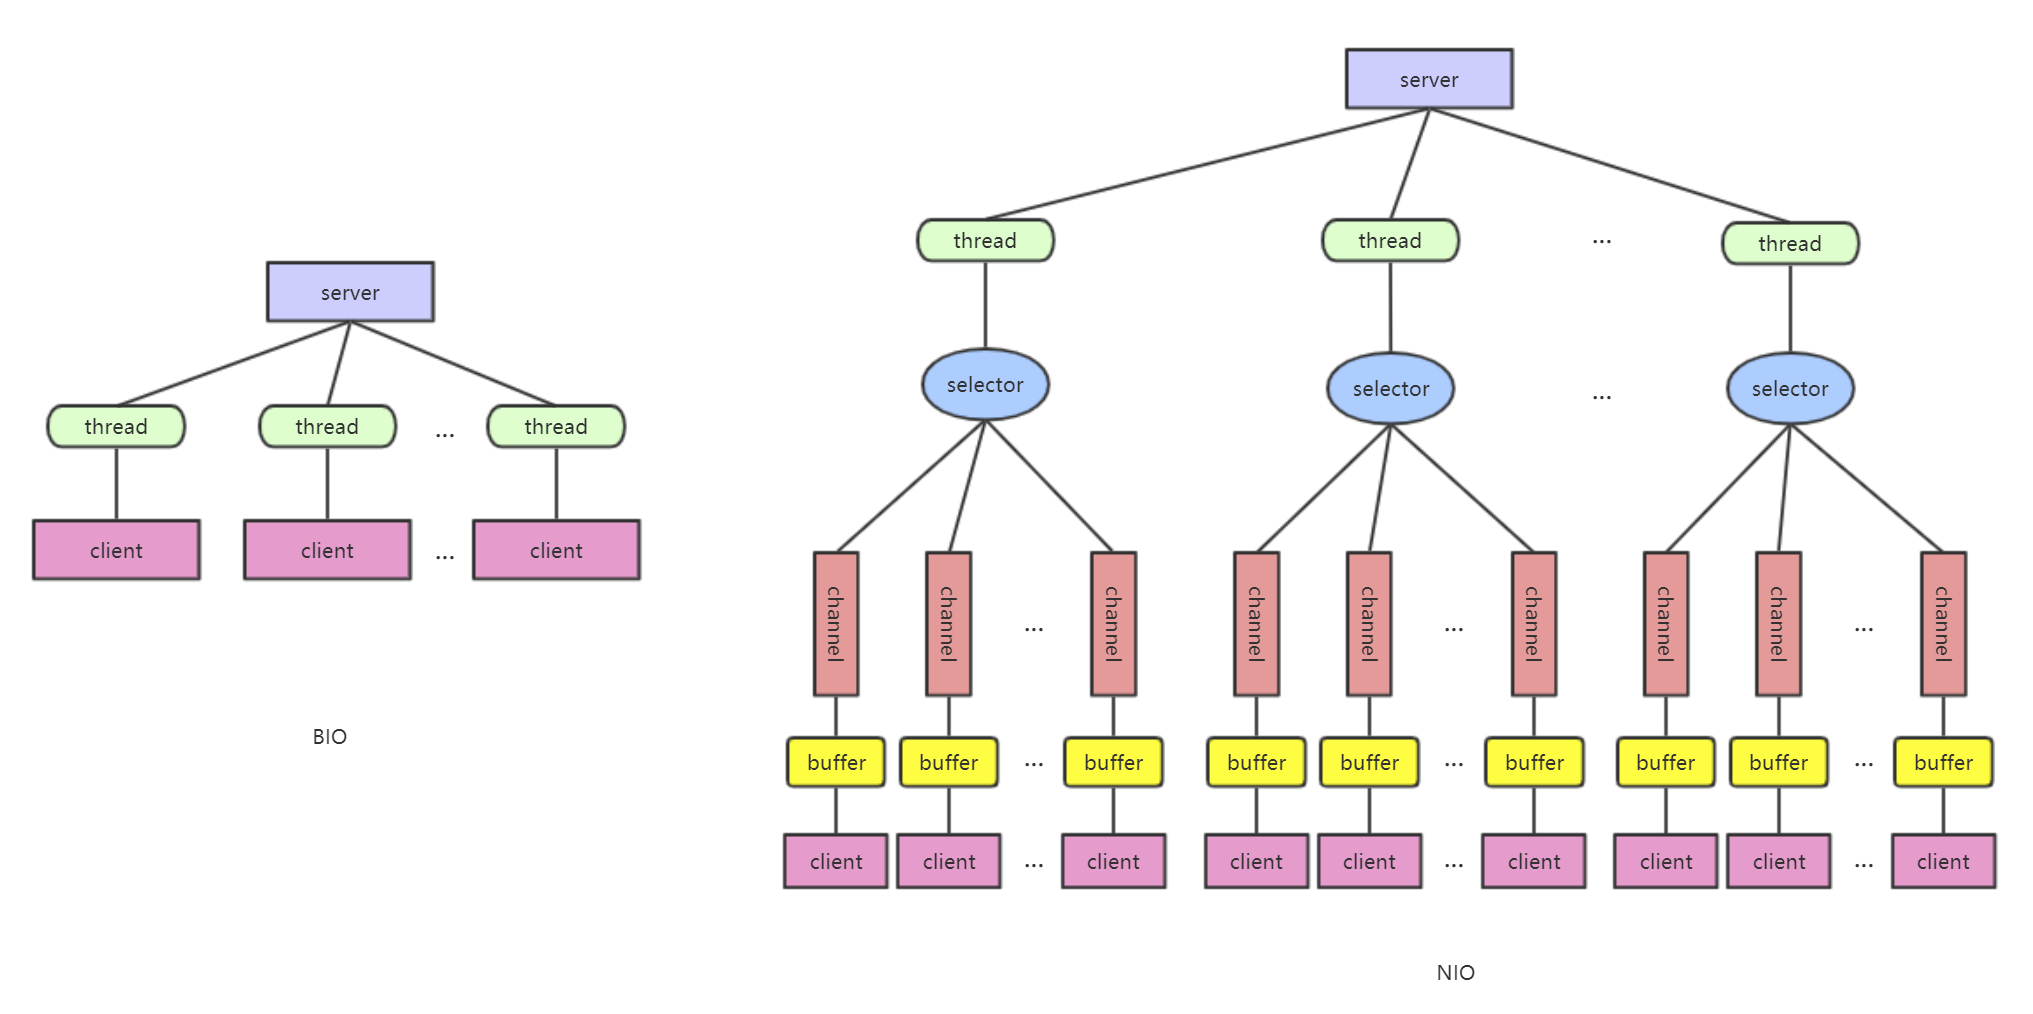 server
thread
thread
...
thread
client
client
...
client
BIO
server
thread
thread
...
thread
selector
selector
...
selector
channel
channel
...
channel
channel
channel
...
channel
channel
channel
...
channel
buffer
buffer
...
buffer
buffer
buffer
...
buffer
buffer
buffer
...
buffer
client
client
...
client
client
client
...
client
client
client
...
client
NIO